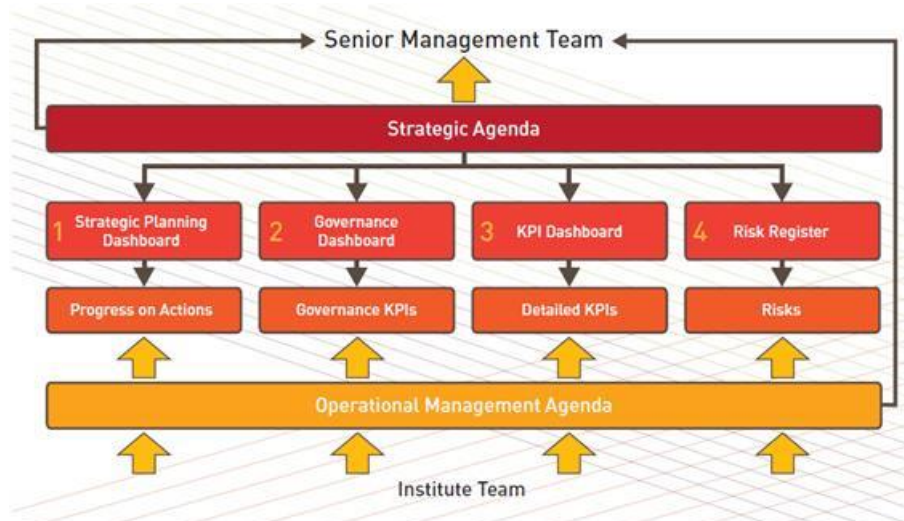 Senior Management Team
Strategic Agenda
1 Strategic Planning
Dashboard
2 Governance
Dashboard
3 KPI Dashboard
4 Risk Register
Progress on Actions
Governance KPIs
Detailed KPIs
Risks
Operational Management Agenda
Institute Team